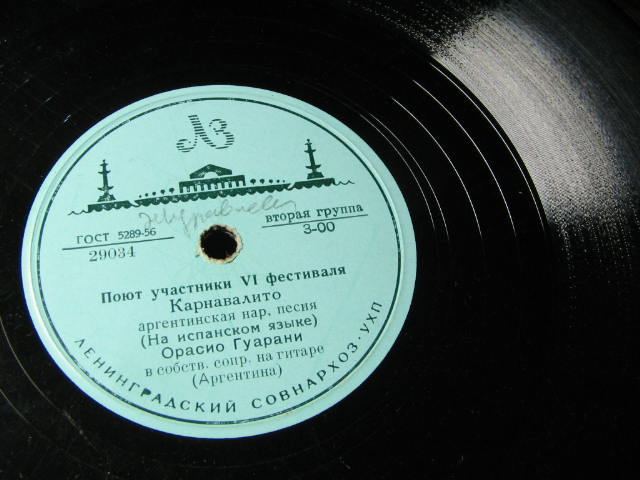 ЛЗ
ГОСТ 5289-56
29034
вторая группа
3-00
Поют участники VI фестиваля
Карнавалито
аргентинская нар, песня
(На испанском языке)
Орасио Гуарани
в собств. сопр. на гитаре
(Аргентина)
ЛЕНИНГРАДСКИЙ СОВНАРХОЗ·УХП